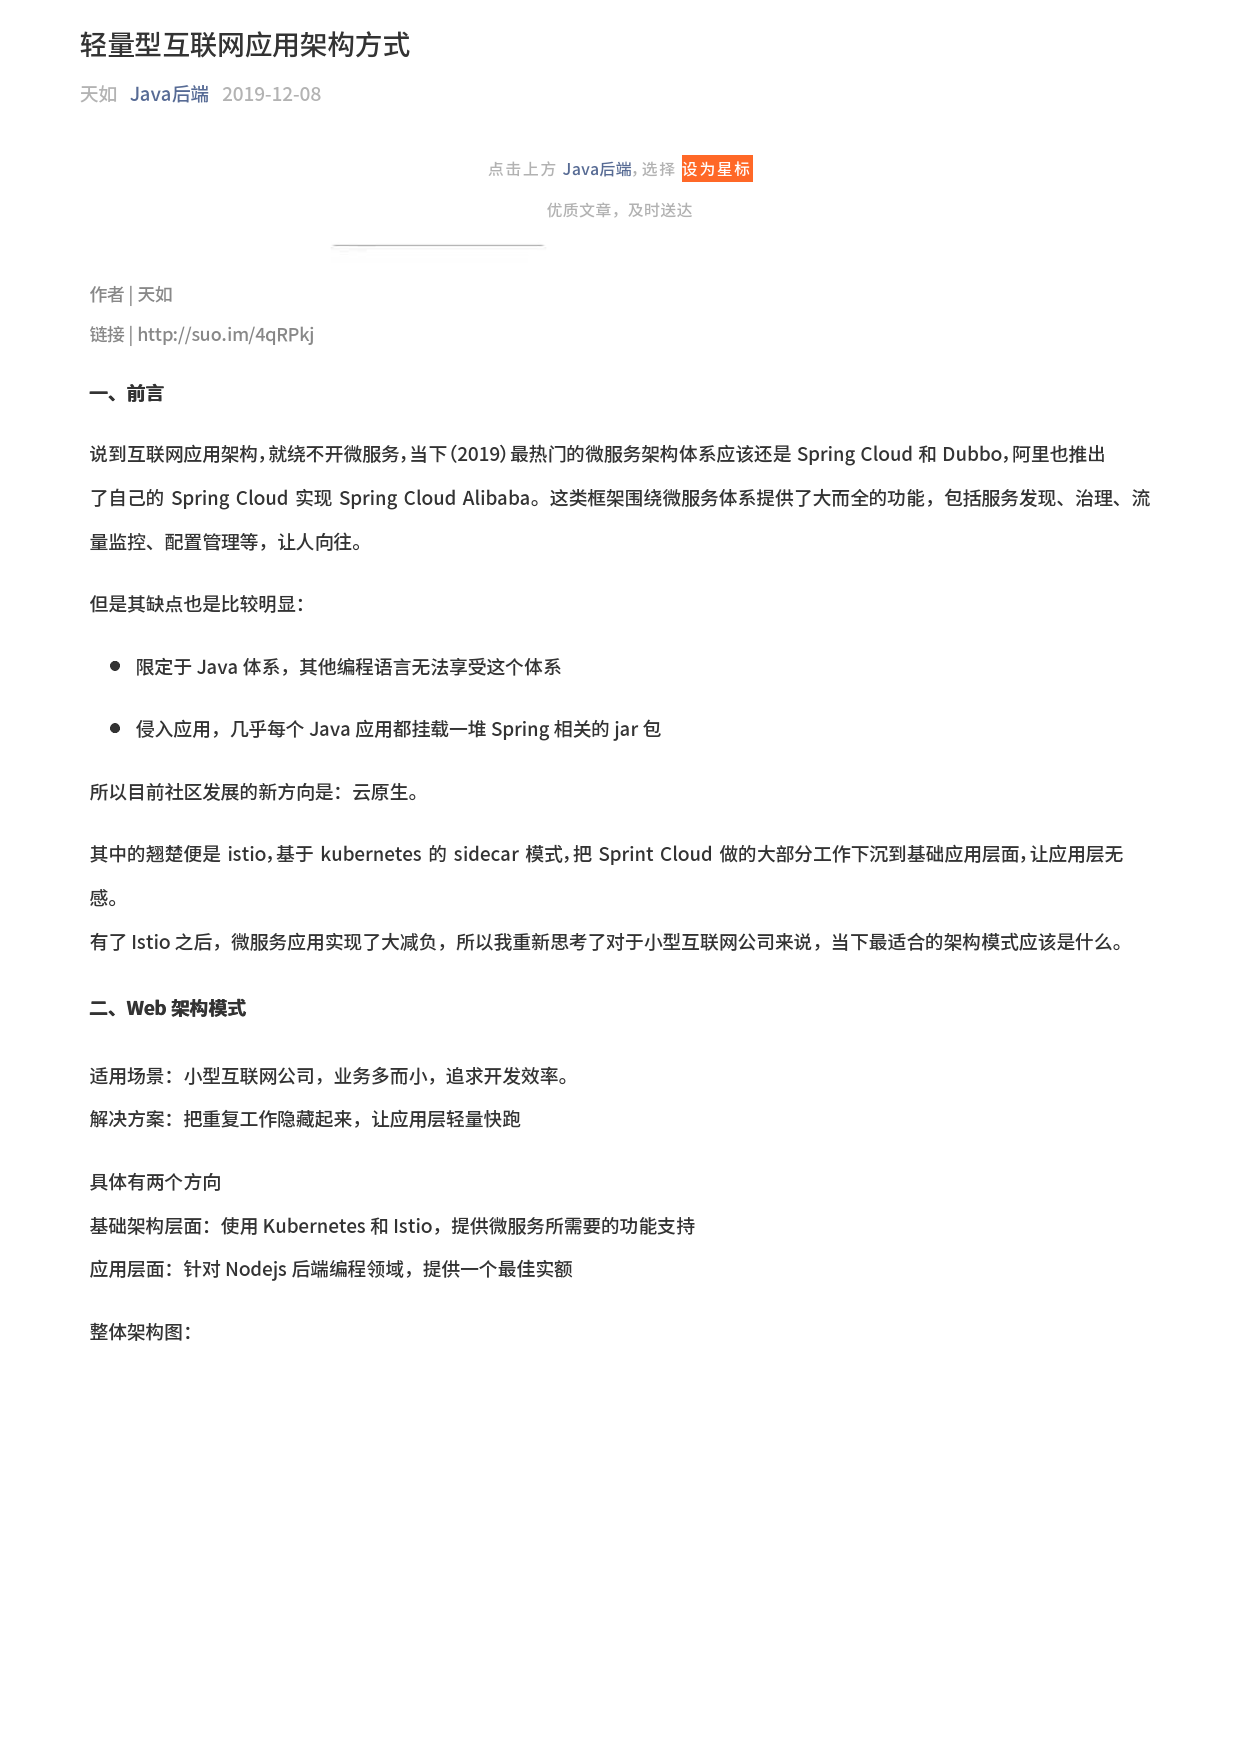 轻量型互联网应用架构方式
天如 Java后端 2019-12-08
点击上方 Java后端, 选择 设为星标
优质文章，及时送达
作者 | 天如
链接 | http://suo.im/4qRPkj
一、前言
说到互联网应用架构，就绕不开微服务，当下（2019）最热门的微服务架构体系应该还是 Spring Cloud 和 Dubbo，阿里也推出
了自己的 Spring Cloud 实现 Spring Cloud Alibaba。这类框架围绕微服务体系提供了大而全的功能，包括服务发现、治理、流
量监控、配置管理等，让人向往。
但是其缺点也是比较明显：
● 限定于 Java 体系，其他编程语言无法享受这个体系
● 侵入应用，几乎每个 Java 应用都挂载一堆 Spring 相关的 jar 包
所以目前社区发展的新方向是：云原生。
其中的翘楚便是 istio，基于 kubernetes 的 sidecar 模式，把 Sprint Cloud 做的大部分工作下沉到基础应用层面，让应用层无
感。
有了 Istio 之后，微服务应用实现了大减负，所以我重新思考了对于小型互联网公司来说，当下最适合的架构模式应该是什么。
二、Web 架构模式
适用场景：小型互联网公司，业务多而小，追求开发效率。
解决方案：把重复工作隐藏起来，让应用层轻量快跑
具体有两个方向
基础架构层面：使用 Kubernetes 和 Istio，提供微服务所需要的功能支持
应用层面：针对 Nodejs 后端编程领域，提供一个最佳实额
整体架构图：